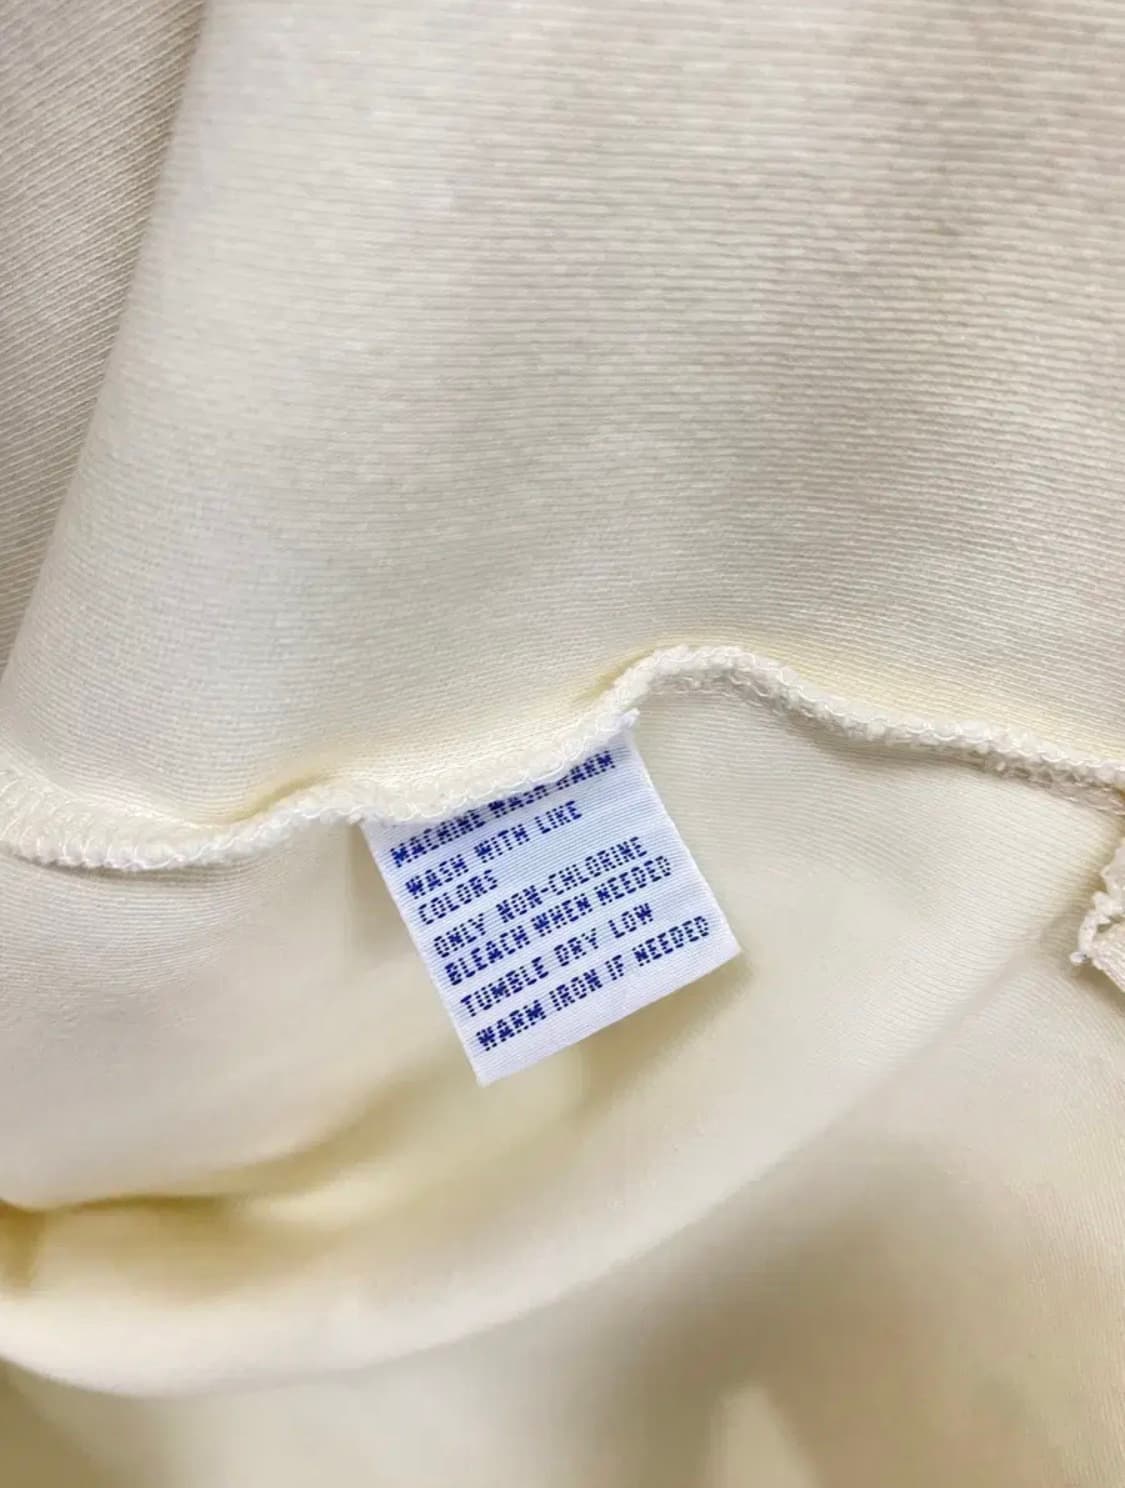 MACHINE WASH WARM
WASH WITH LIKE
COLORS
ONLY NON-CHLORINE
BLEACH WHEN NEEDED
TUMBLE DRY LOW
WARM IRON IF NEEDED